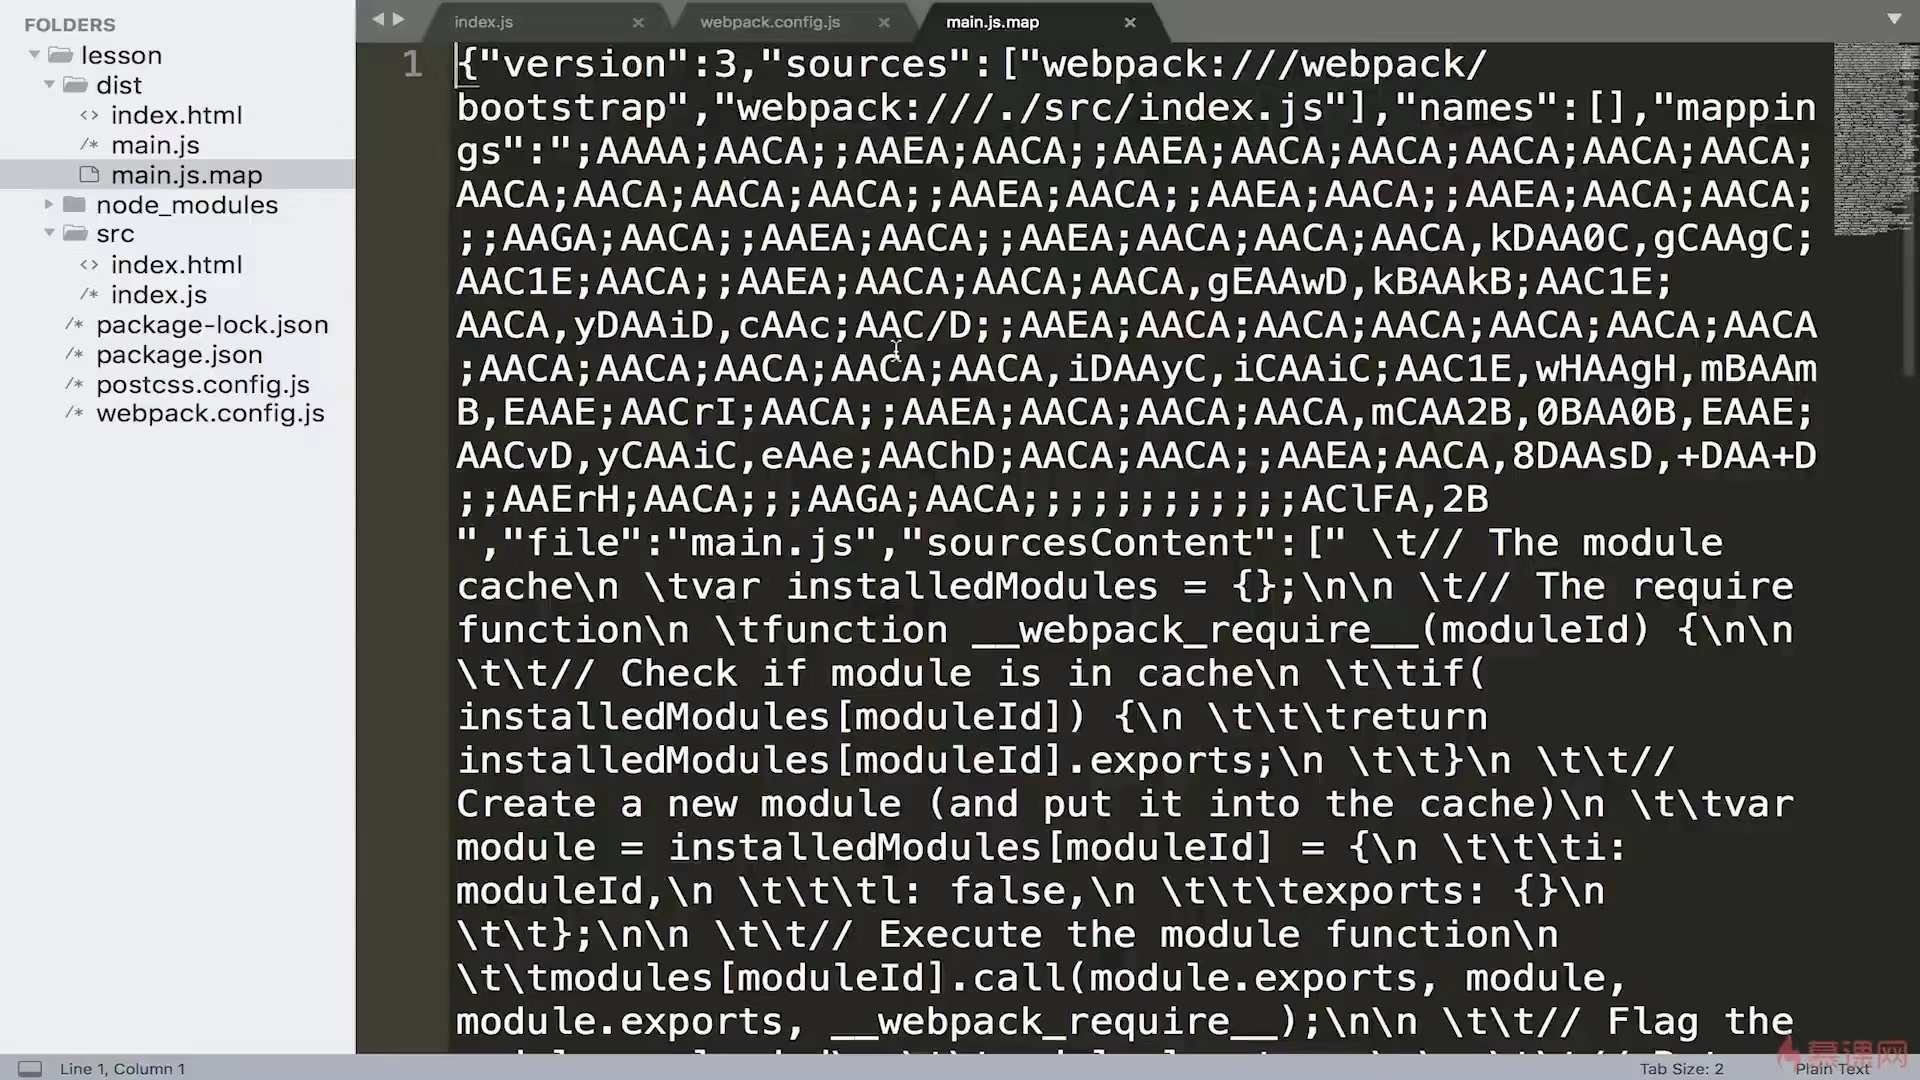 FOLDERS
lesson
dist
index.html
main.js
main.js.map
node_modules
src
index.html
index.js
package-lock.json
package.json
postcss.config.js
webpack.config.js
index.js
webpack.config.js
main.js.map
1
{"version":3,"sources":["webpack:///webpack/
bootstrap","webpack:///./src/index.js"],"names":[],"mappin
gs":";AAAA;AACA;;AAEA;AACA;;AAEA;AACA;AACA;AACA;AACA;AACA;
AACA;AACA;AACA;AACA;;AAEA;AACA;;AAEA;AACA;;AAEA;AACA;AACA;
;;AAGA;AACA;;AAEA;AACA;;AAEA;AACA;AACA;AACA,kDAA0C,gCAAgC;
AAC1E;AACA;;AAEA;AACA;AACA;AACA,gEAAwD,kBAAkB;AAC1E;
AACA,yDAAiD,cAAc;AAC/D;;AAEA;AACA;AACA;AACA;AACA;AACA
;AACA;AACA;AACA;AACA;AACA,iDAAyC,iCAAiC;AAC1E,wHAAgH,mBAAm
B,EAAE;AACrI;AACA;;AAEA;AACA;AACA;AACA,mCAA2B,0BAA0B,EAAE;
AACvD,yCAAiC,eAAe;AAChD;AACA;AACA;;AAEA;AACA,8DAAsD,+DAA+D
;;AAErH;AACA;;;AAGA;AACA;;;;;;;;;;;;AClFA,2B
","file":"main.js","sourcesContent":[" \t// The module
cache\n \tvar installedModules = {};\n\n \t// The require
function\n \tfunction __webpack_require__(moduleId) {\n\n
\t\t// Check if module is in cache\n \t\tif(
installedModules[moduleId]) {\n \t\t\treturn
installedModules[moduleId].exports;\n \t\t}\n \t\t//
Create a new module (and put it into the cache)\n \t\tvar
module = installedModules[moduleId] = {\n \t\t\ti:
moduleId,\n \t\t\tl: false,\n \t\t\texports: {}\n
\t\t};\n\n \t\t// Execute the module function\n
\t\tmodules[moduleId].call(module.exports, module,
module.exports, __webpack_require__);\n\n \t\t// Flag the
Line 1, Column 1
Tab Size: 2
Plain Text
慕课网